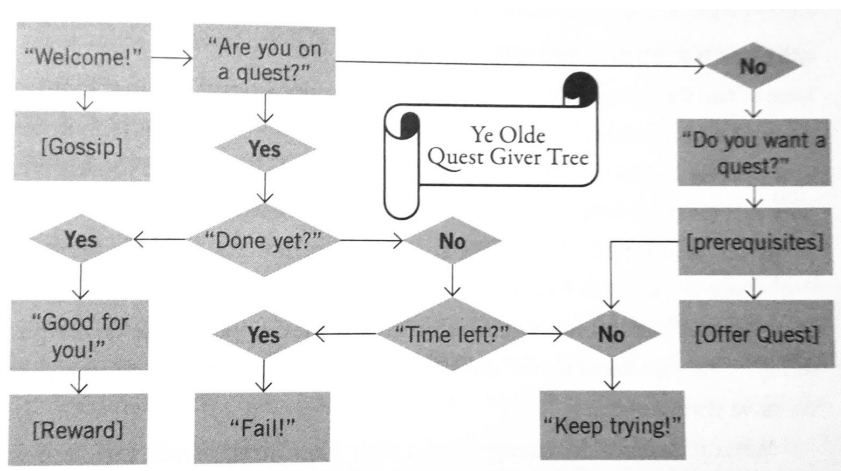 “Welcome!”
“Are you on
a quest?”
No
[Gossip]
Yes
Ye Olde
Quest Giver Tree
“Do you want a
quest?”
Yes
“Done yet?”
No
[prerequisites]
“Good for
you!”
Yes
“Time left?”
No
[Offer Quest]
[Reward]
“Fail!”
“Keep trying!”